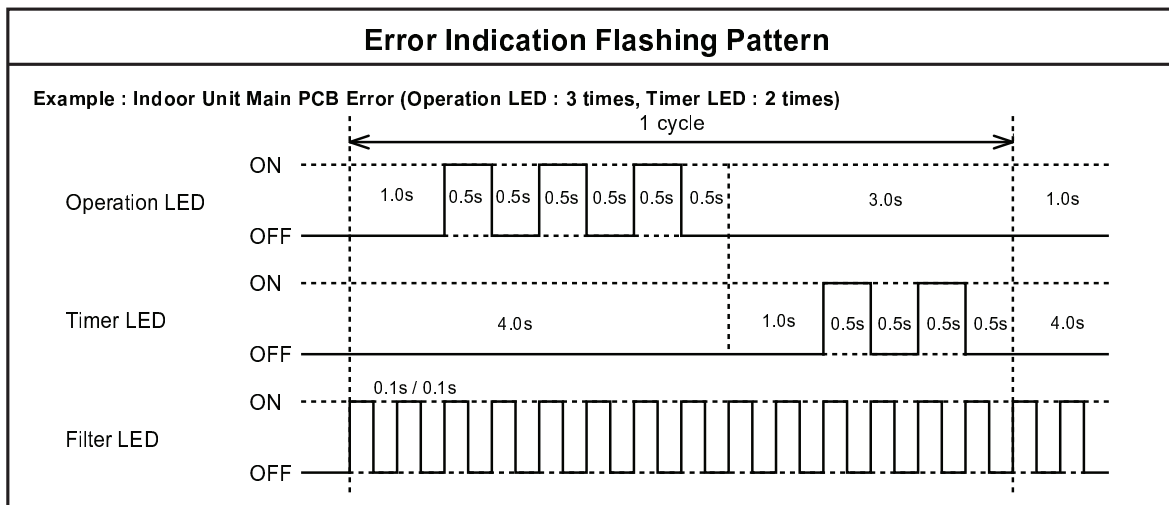 Error Indication Flashing Pattern
Example : Indoor Unit Main PCB Error (Operation LED : 3 times, Timer LED : 2 times)
1 cycle
ON
Operation LED
1.0s 0.5s 0.5s 0.5s 0.5s 0.5s 0.5s 3.0s 1.0s
OFF
ON
Timer LED
4.0s 1.0s 0.5s 0.5s 0.5s 0.5s 4.0s
OFF
0.1s / 0.1s
ON
Filter LED
OFF